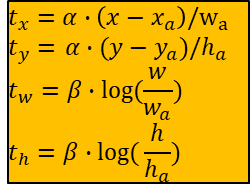 t_x = α · (x − x_a)/w_a
t_y = α · (y − y_a)/h_a
t_w = β · log(w/w_a)
t_h = β · log(h/h_a)